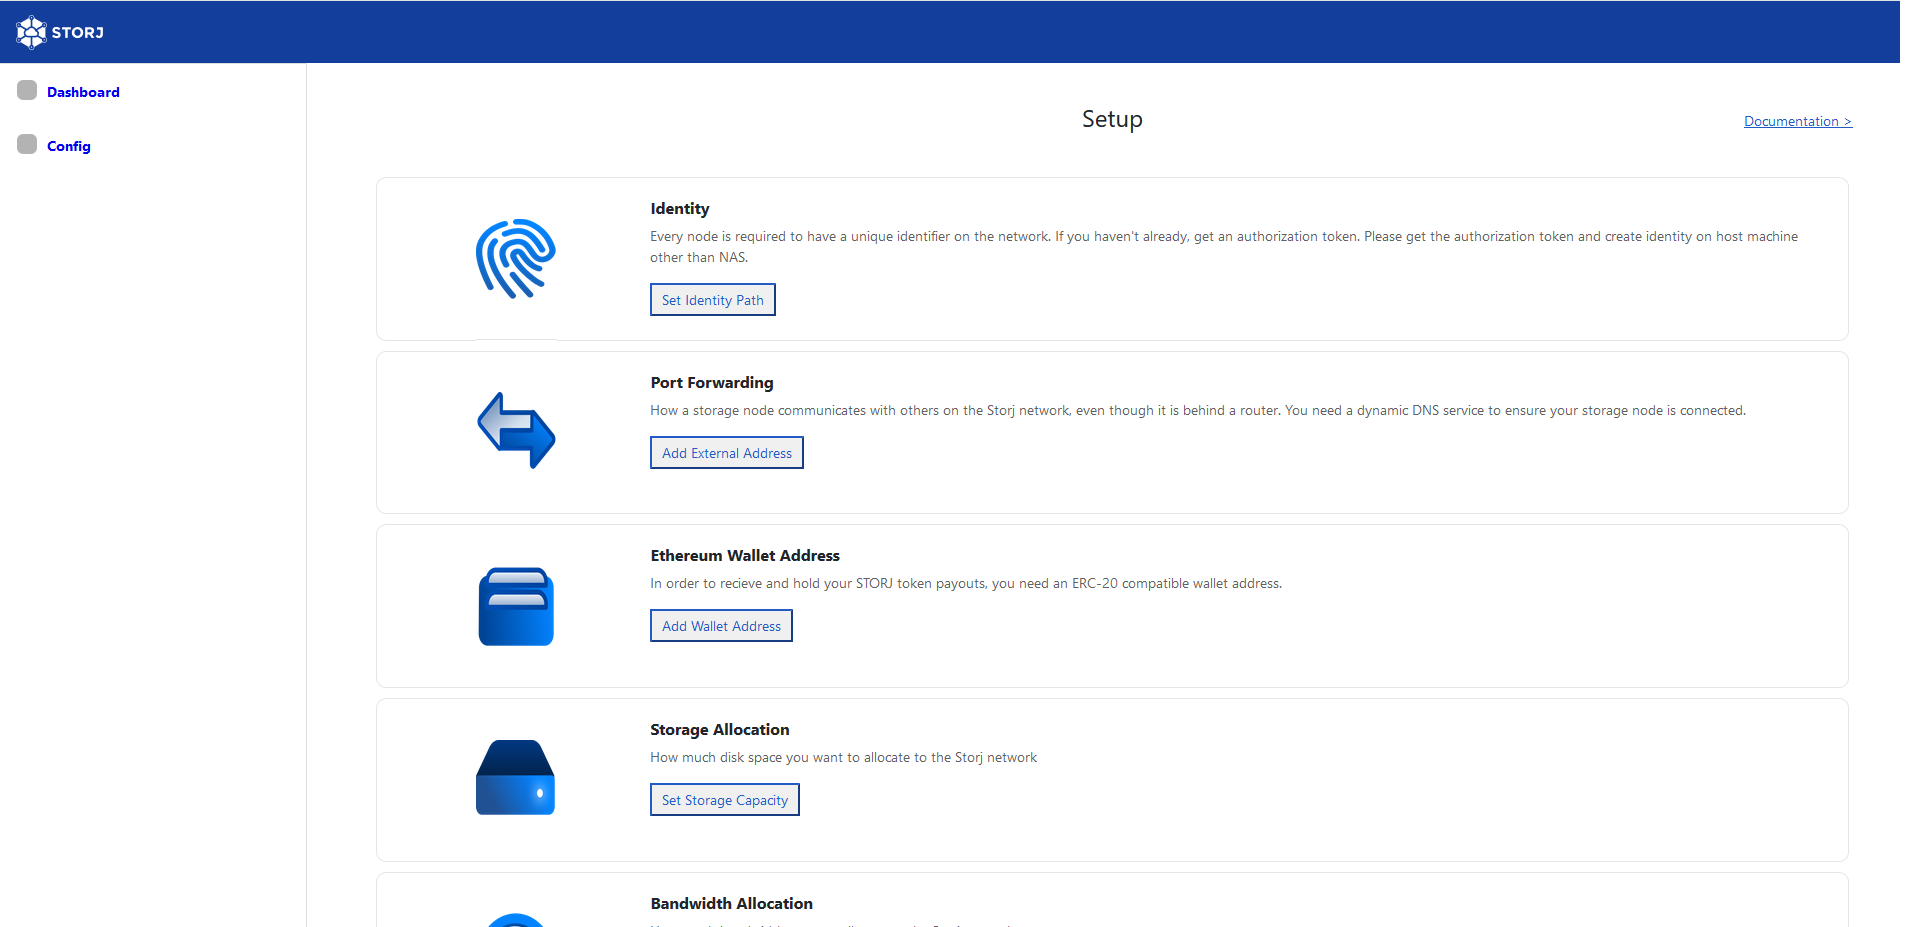 STORJ
Dashboard
Config
Setup
Documentation >
Identity
Every node is required to have a unique identifier on the network. If you haven't already, get an authorization token. Please get the authorization token and create identity on host machine
other than NAS.
Set Identity Path
Port Forwarding
How a storage node communicates with others on the Storj network, even though it is behind a router. You need a dynamic DNS service to ensure your storage node is connected.
Add External Address
Ethereum Wallet Address
In order to recieve and hold your STORJ token payouts, you need an ERC-20 compatible wallet address.
Add Wallet Address
Storage Allocation
How much disk space you want to allocate to the Storj network
Set Storage Capacity
Bandwidth Allocation